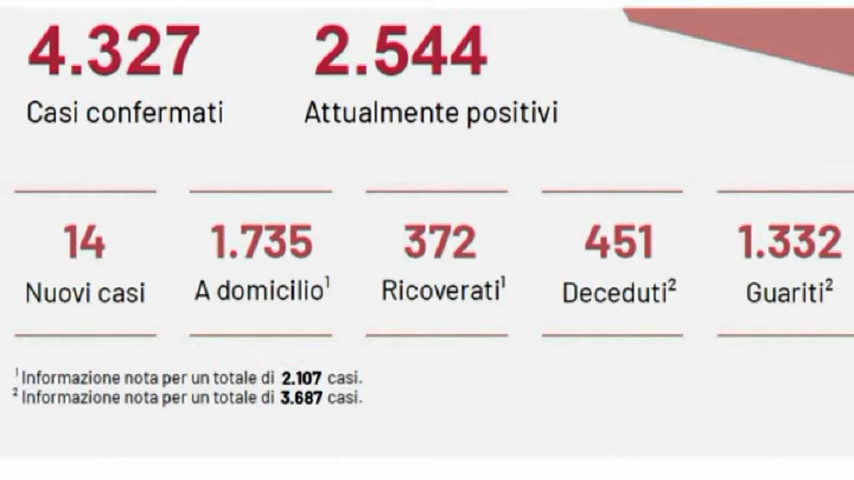 4.327 2.544
Casi confermati Attualmente positivi
14 1.735 372 451 1.332
Nuovi casi A domicilio¹ Ricoverati¹ Deceduti² Guariti²
¹ Informazione nota per un totale di 2.107 casi.
² Informazione nota per un totale di 3.687 casi.